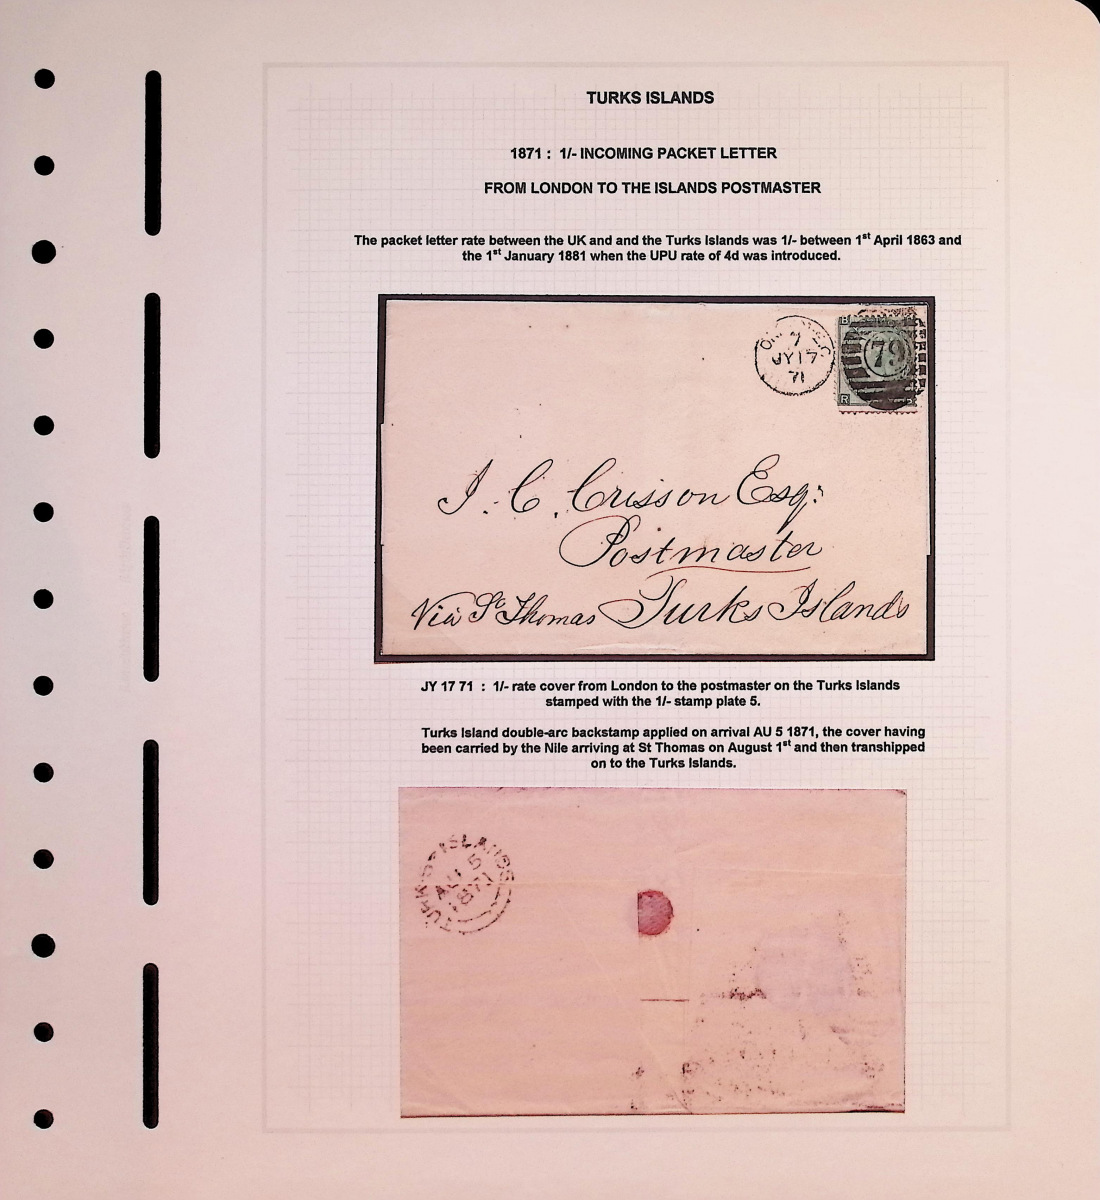 TURKS ISLANDS
1871 : 1/- INCOMING PACKET LETTER
FROM LONDON TO THE ISLANDS POSTMASTER
The packet letter rate between the UK and and the Turks Islands was 1/- between 1st April 1863 and
the 1st January 1881 when the UPU rate of 4d was introduced.
7
JY 17
71
B
79
R
J. C. Crisson Esq:
Postmaster
Via St Thomas Turks Islands
JY 17 71 : 1/- rate cover from London to the postmaster on the Turks Islands
stamped with the 1/- stamp plate 5.
Turks Island double-arc backstamp applied on arrival AU 5 1871, the cover having
been carried by the Nile arriving at St Thomas on August 1st and then transhipped
on to the Turks Islands.
TURKS ISLANDS
AU 5
1871